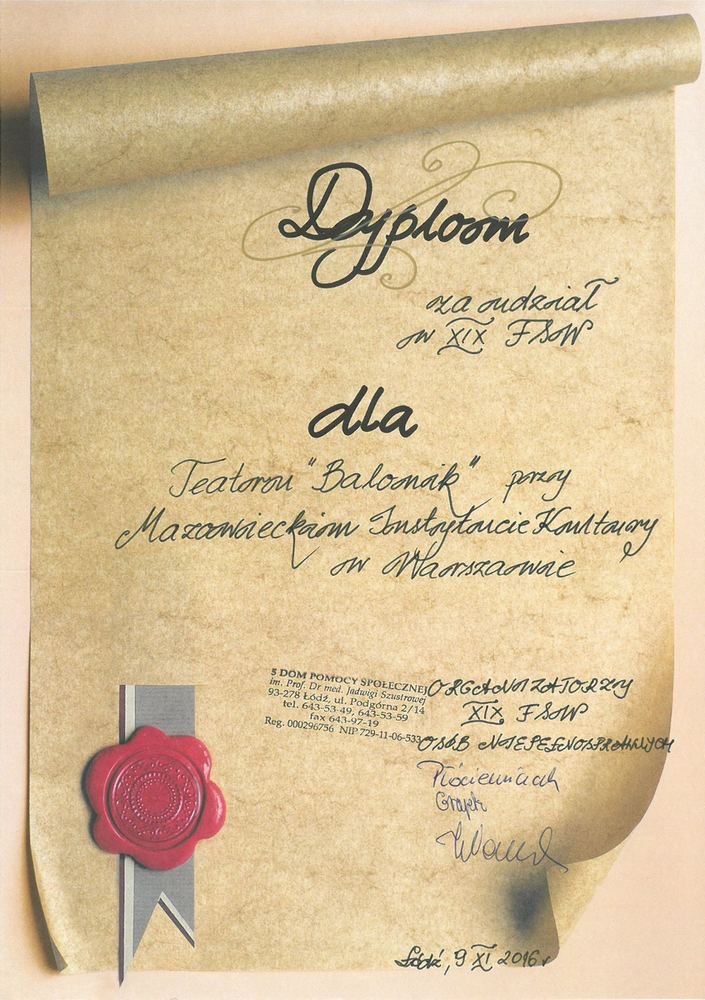 Dyplom
za udział
w XIX FSW
dla
Teatru "Balonik" przy
Mazowieckim Instytucie Kultury
w Warszawie
5 DOM POMOCY SPOŁECZNEJ
im. Prof. Dr med. Jadwigi Szustrowej
93-278 Łódź, ul. Podgórna 2/14
tel. 643-53-49, 643-53-59
fax 643-97-19
Reg. 000296756 NIP 729-11-06-533
ORGANIZATORZY
XIX FSW
OSÓB NIEPEŁNOSPRAWNYCH
Łódź, 9 XI 2016 r